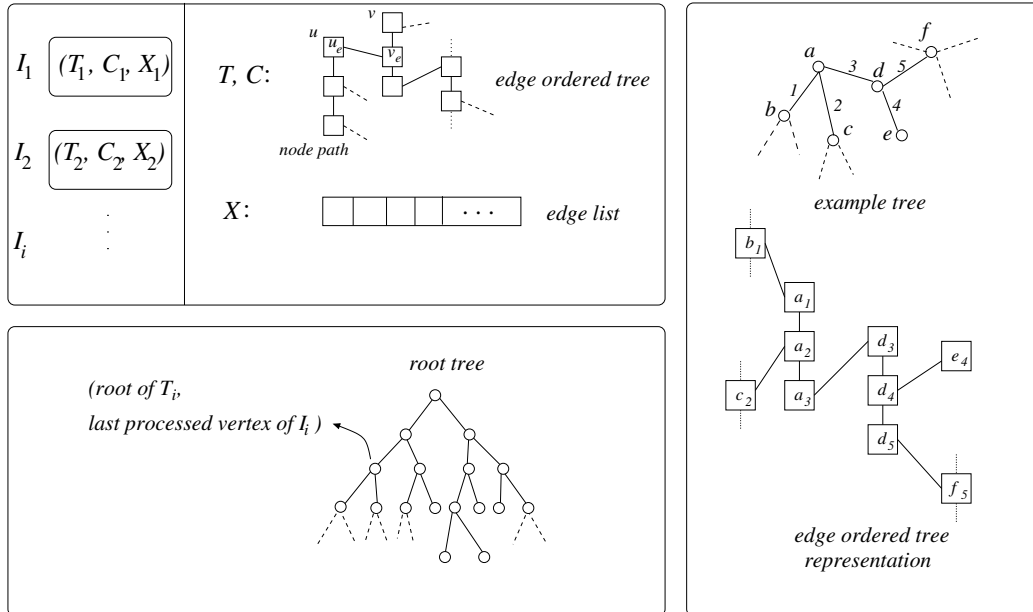 I1 (T1, C1, X1)
I2 (T2, C2, X2)
Ii
T, C:
u
ue
v
ve
edge ordered tree
node path
X:
. . .
edge list
root tree
(root of Ti,
last processed vertex of Ii )
f
a
3
5
d
1
b
2
4
c
e
example tree
b1
a1
a2
d3
e4
c2
a3
d4
d5
f5
edge ordered tree
representation